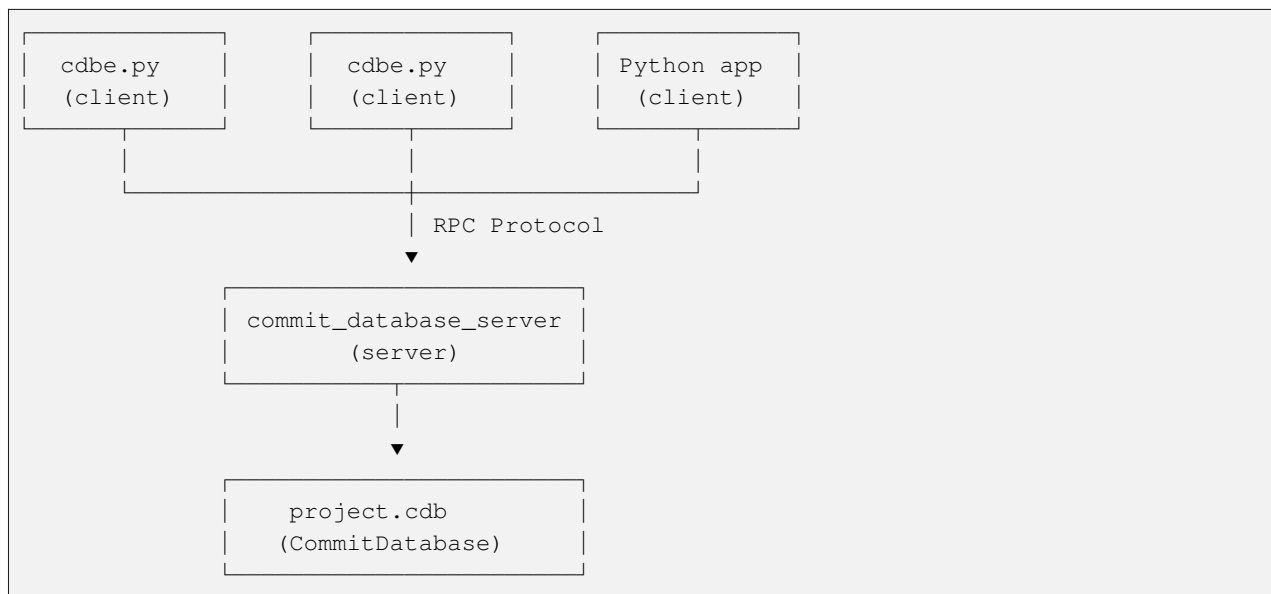 cdbe.py cdbe.py Python app
(client) (client) (client)
RPC Protocol
commit_database_server
(server)
project.cdb
(CommitDatabase)